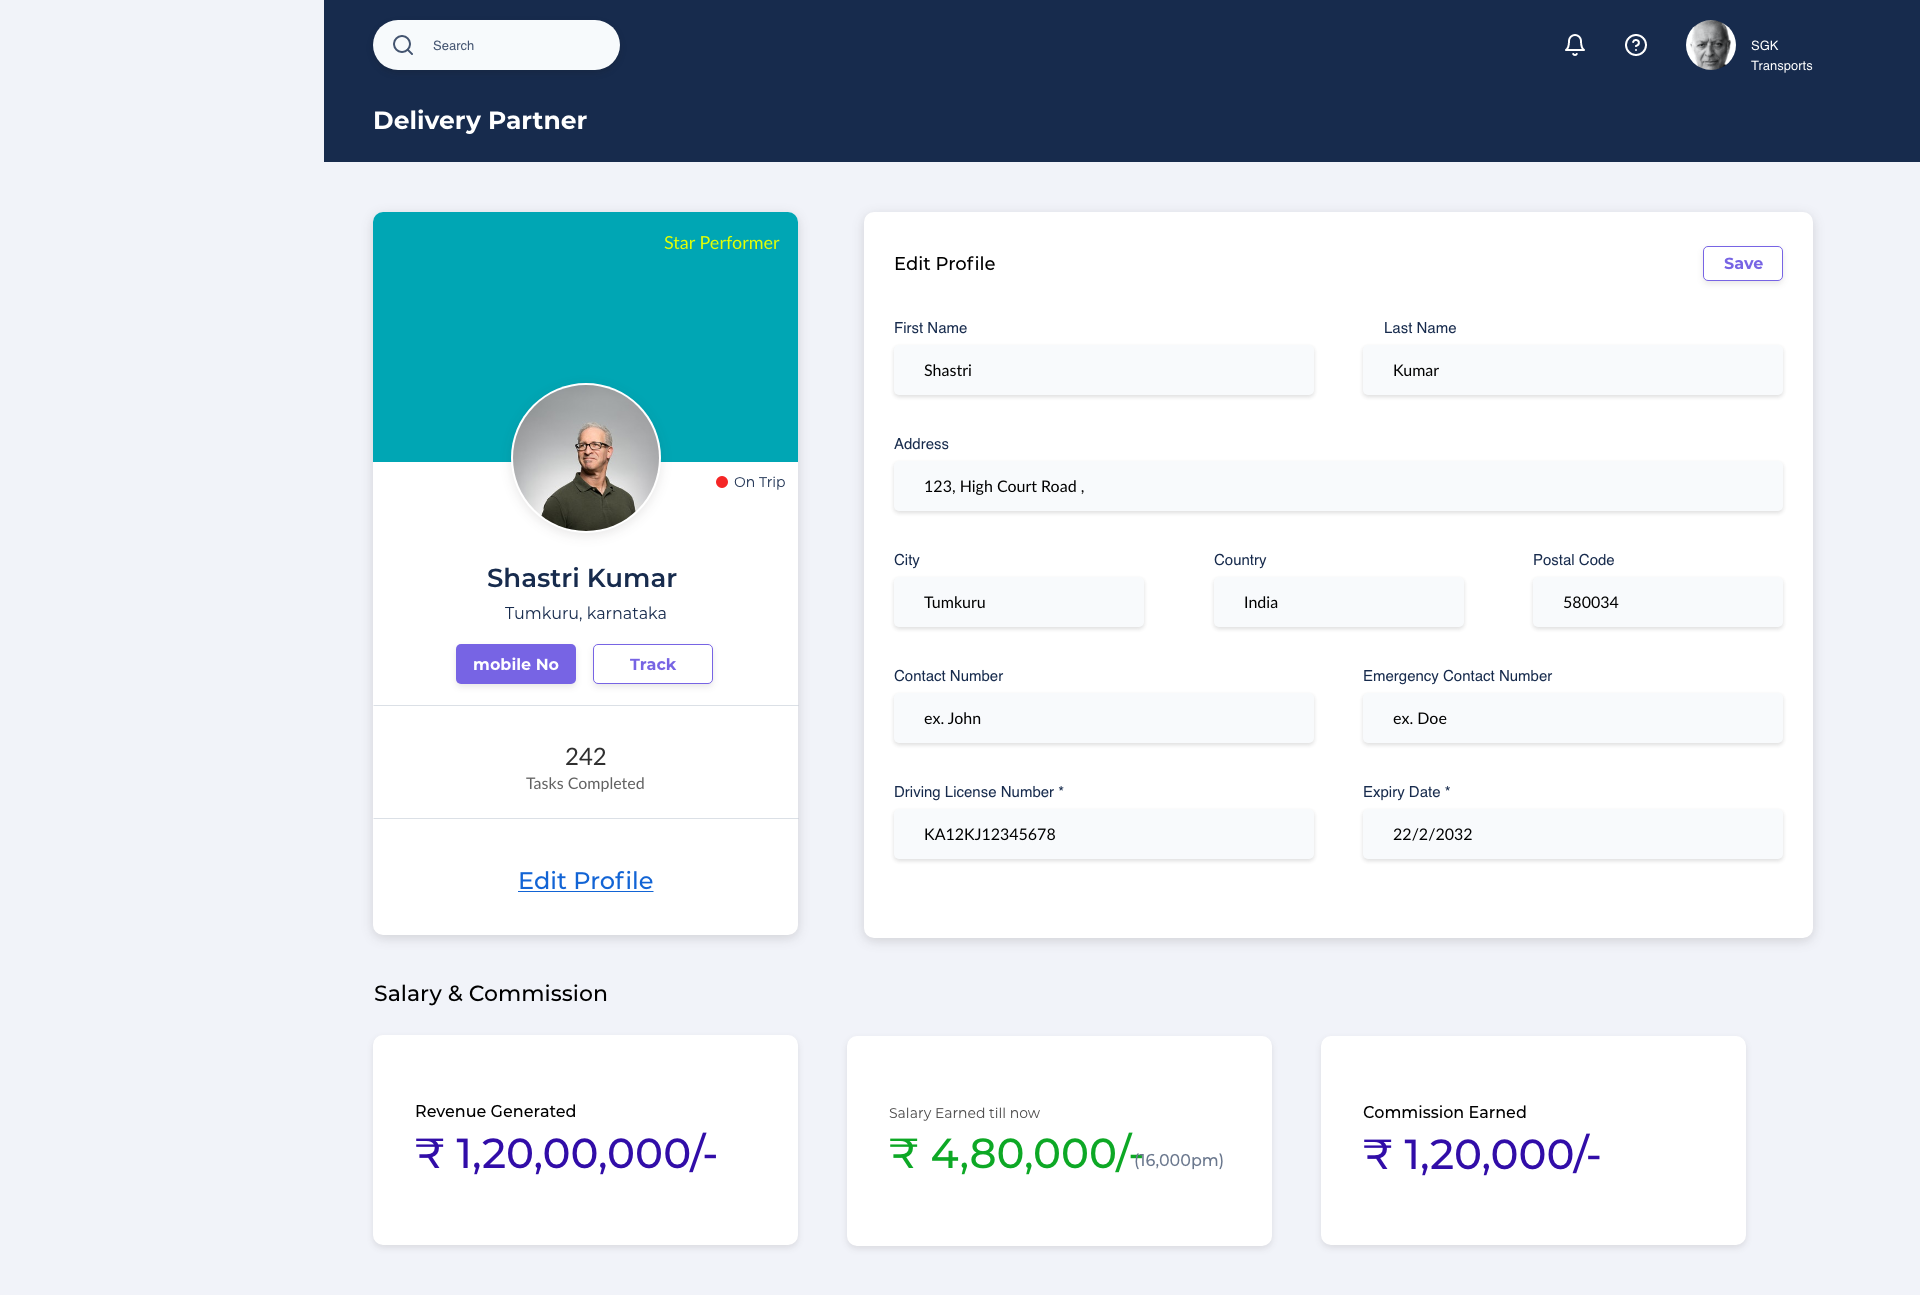 Search
SGK
Transports
Delivery Partner
Star Performer
On Trip
Shastri Kumar
Tumkuru, karnataka
mobile No
Track
242
Tasks Completed
Edit Profile
Edit Profile
Save
First Name
Last Name
Shastri
Kumar
Address
123, High Court Road ,
City
Country
Postal Code
Tumkuru
India
580034
Contact Number
Emergency Contact Number
ex. John
ex. Doe
Driving License Number *
Expiry Date *
KA12KJ12345678
22/2/2032
Salary & Commission
Revenue Generated
₹ 1,20,00,000/-
Salary Earned till now
₹ 4,80,000/- (16,000pm)
Commission Earned
₹ 1,20,000/-